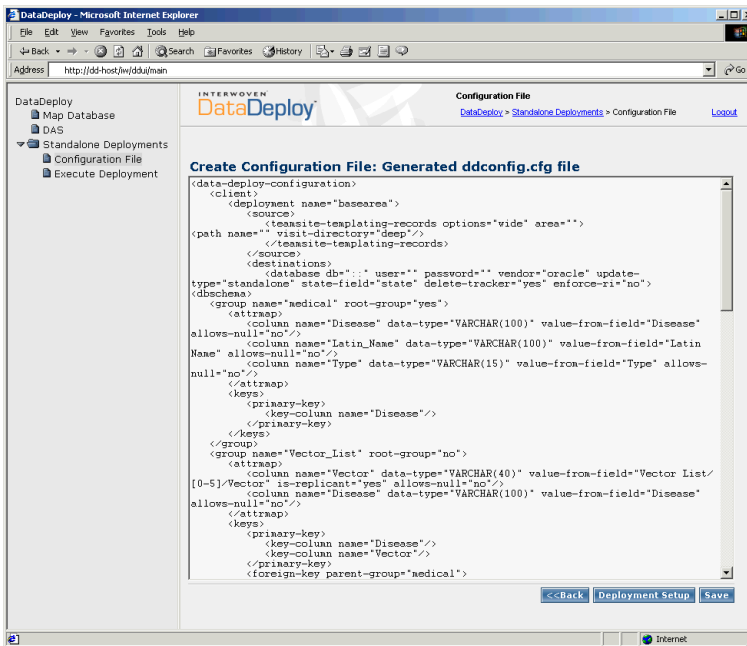 DataDeploy - Microsoft Internet Explorer
File Edit View Favorites Tools Help
Back Search Favorites History
Address http://dd-host/iw/ddui/main Go
DataDeploy
Map Database
DAS
Standalone Deployments
Configuration File
Execute Deployment
INTERWOVEN
DataDeploy
Configuration File
DataDeploy > Standalone Deployments > Configuration File Logout
Create Configuration File: Generated ddconfig.cfg file
<data-deploy-configuration>
<client>
<deployment name="basearea">
<source>
<teamsite-templating-records options="wide" area="">
<path name="" visit-directory="deep"/>
</teamsite-templating-records>
</source>
<destinations>
<database db="::" user="" password="" vendor="oracle" update-
type="standalone" state-field="state" delete-tracker="yes" enforce-ri="no">
<dbschema>
<group name="medical" root-group="yes">
<attrmap>
<column name="Disease" data-type="VARCHAR(100)" value-from-field="Disease"
allows-null="no"/>
<column name="Latin_Name" data-type="VARCHAR(100)" value-from-field="Latin
Name" allows-null="no"/>
<column name="Type" data-type="VARCHAR(15)" value-from-field="Type" allows-
null="no"/>
</attrmap>
<keys>
<primary-key>
<key-column name="Disease"/>
</primary-key>
</keys>
</group>
<group name="Vector_List" root-group="no">
<attrmap>
<column name="Vector" data-type="VARCHAR(40)" value-from-field="Vector List/
[0-5]/Vector" is-replicant="yes" allows-null="no"/>
<column name="Disease" data-type="VARCHAR(100)" value-from-field="Disease"
allows-null="no"/>
</attrmap>
<keys>
<primary-key>
<key-column name="Disease"/>
<key-column name="Vector"/>
</primary-key>
<foreign-key parent-group="medical">
<<Back Deployment Setup Save
Internet